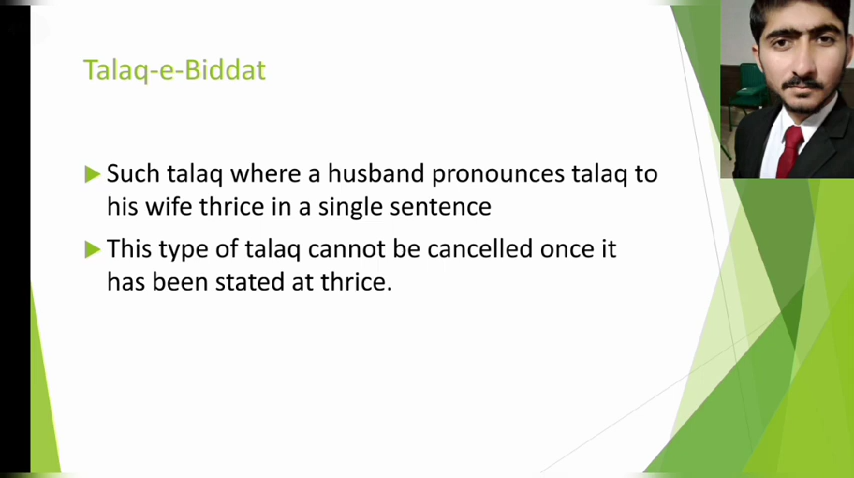 Talaq-e-Biddat
Such talaq where a husband pronounces talaq to
his wife thrice in a single sentence
This type of talaq cannot be cancelled once it
has been stated at thrice.